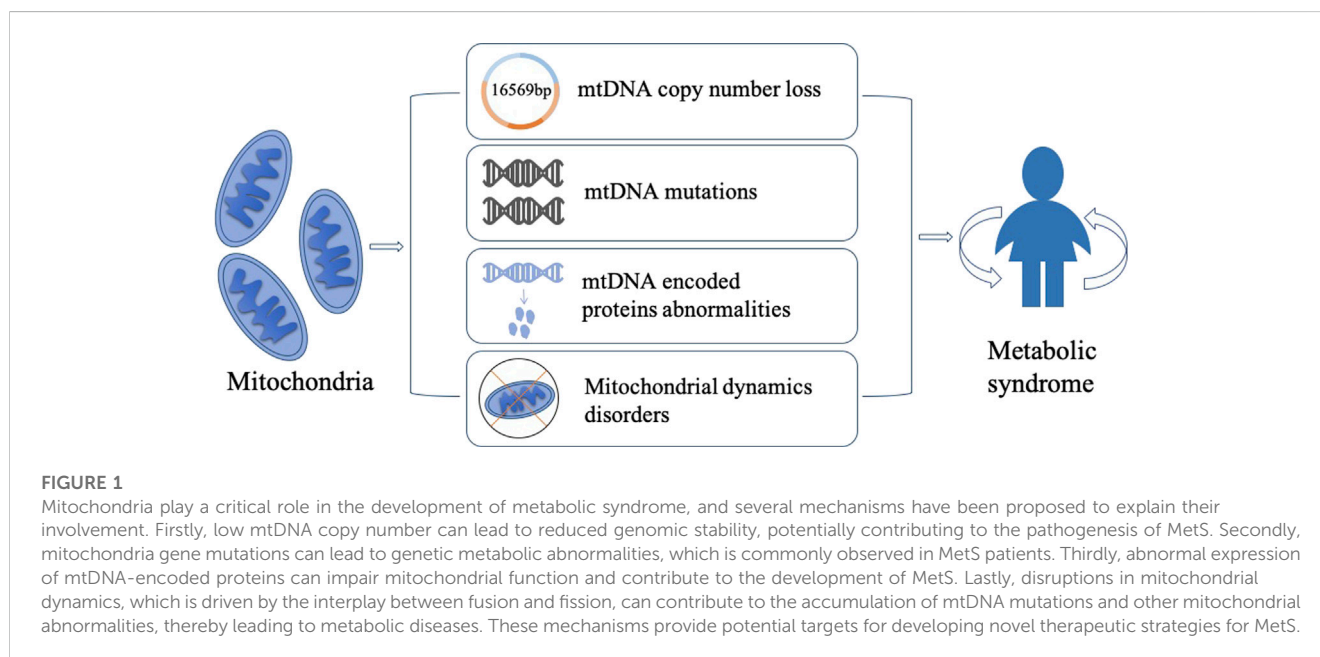 16569bp
mtDNA copy number loss
mtDNA mutations
mtDNA encoded
proteins abnormalities
Mitochondrial dynamics
disorders
Mitochondria
Metabolic
syndrome
FIGURE 1
Mitochondria play a critical role in the development of metabolic syndrome, and several mechanisms have been proposed to explain their
involvement. Firstly, low mtDNA copy number can lead to reduced genomic stability, potentially contributing to the pathogenesis of MetS. Secondly,
mitochondria gene mutations can lead to genetic metabolic abnormalities, which is commonly observed in MetS patients. Thirdly, abnormal expression
of mtDNA-encoded proteins can impair mitochondrial function and contribute to the development of MetS. Lastly, disruptions in mitochondrial
dynamics, which is driven by the interplay between fusion and fission, can contribute to the accumulation of mtDNA mutations and other mitochondrial
abnormalities, thereby leading to metabolic diseases. These mechanisms provide potential targets for developing novel therapeutic strategies for MetS.